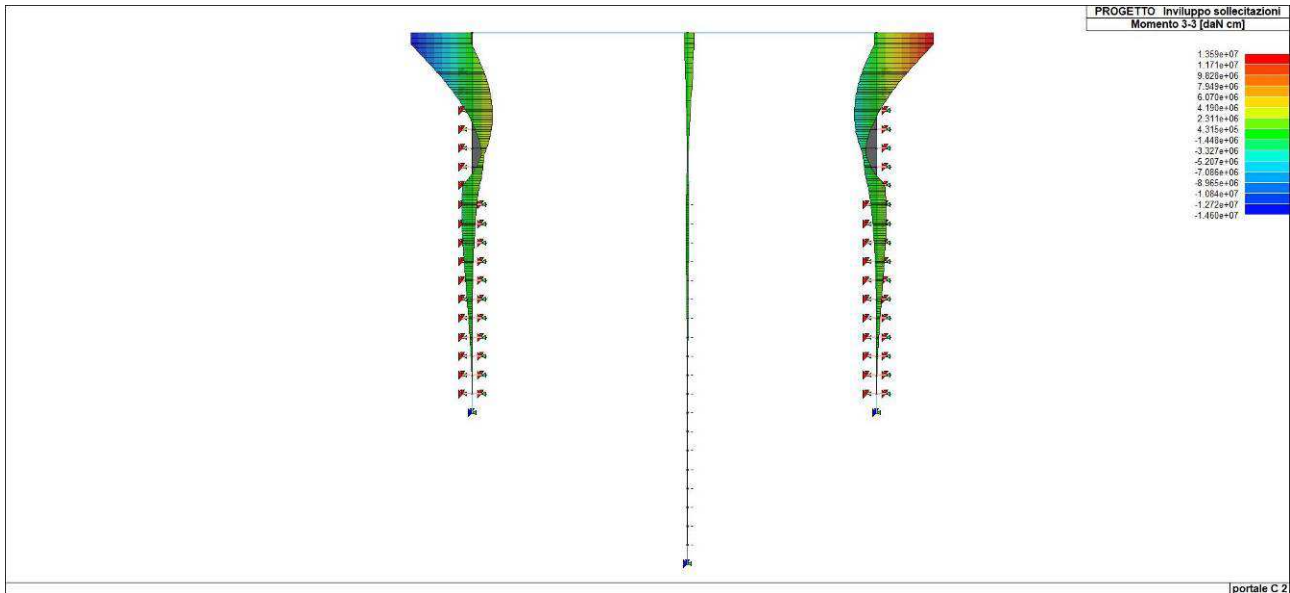 PROGETTO Inviluppo sollecitazioni
Momento 3-3 [daN cm]
1.359e+07
1.171e+07
9.828e+06
7.949e+06
6.070e+06
4.190e+06
2.311e+06
4.315e+05
-1.448e+06
-3.327e+06
-5.207e+06
-7.086e+06
-8.965e+06
-1.084e+07
-1.272e+07
-1.460e+07
portale C 2